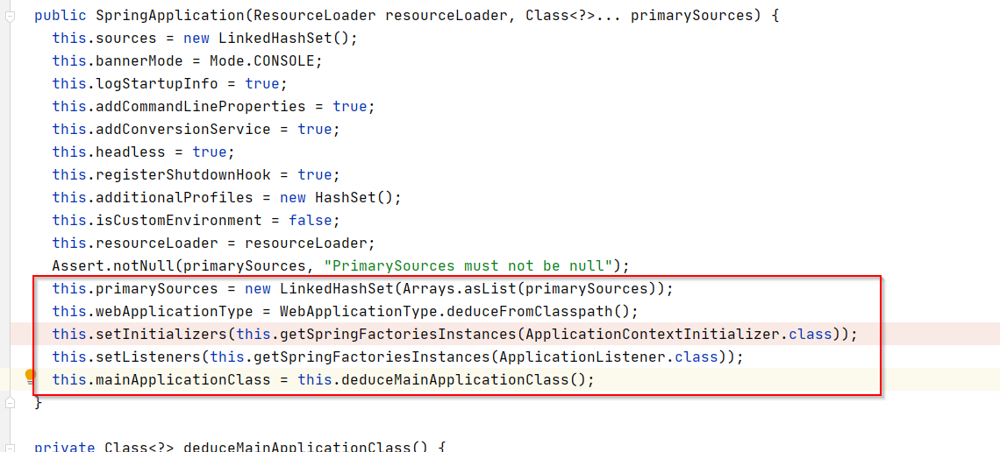 public SpringApplication(ResourceLoader resourceLoader, Class<?>... primarySources) {
this.sources = new LinkedHashSet();
this.bannerMode = Mode.CONSOLE;
this.logStartupInfo = true;
this.addCommandLineProperties = true;
this.addConversionService = true;
this.headless = true;
this.registerShutdownHook = true;
this.additionalProfiles = new HashSet();
this.isCustomEnvironment = false;
this.resourceLoader = resourceLoader;
Assert.notNull(primarySources, "PrimarySources must not be null");
this.primarySources = new LinkedHashSet(Arrays.asList(primarySources));
this.webApplicationType = WebApplicationType.deduceFromClasspath();
this.setInitializers(this.getSpringFactoriesInstances(ApplicationContextInitializer.class));
this.setListeners(this.getSpringFactoriesInstances(ApplicationListener.class));
this.mainApplicationClass = this.deduceMainApplicationClass();
}
private Class<?> deduceMainApplicationClass() {